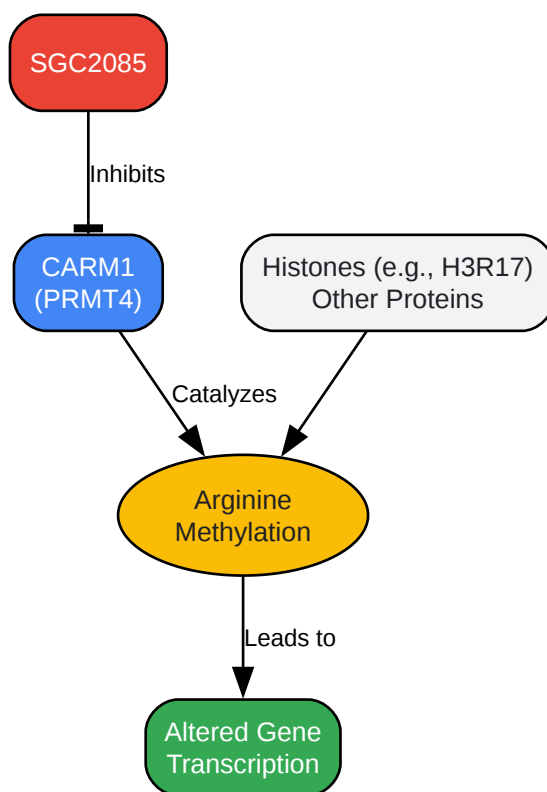 SGC2085
Inhibits
CARM1
(PRMT4)
Histones (e.g., H3R17)
Other Proteins
Catalyzes
Arginine
Methylation
Leads to
Altered Gene
Transcription